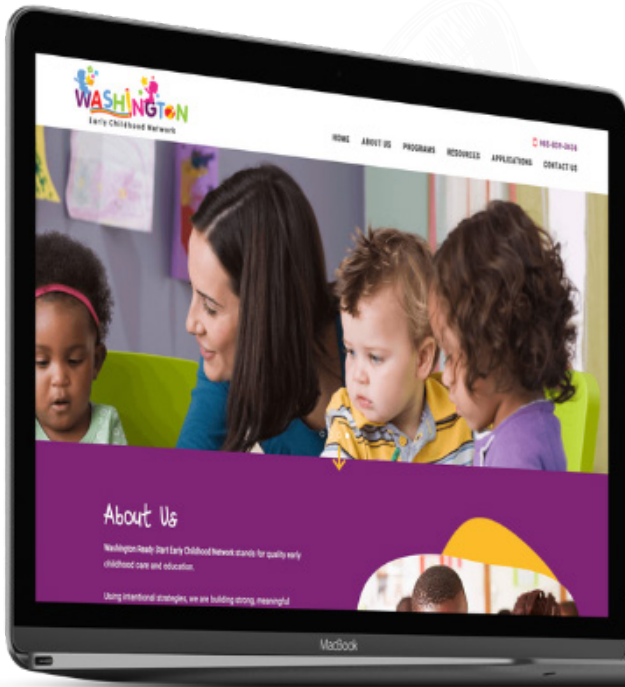 WASHINGTON
Early Childhood Network
HOME ABOUT US PROGRAMS RESOURCES APPLICATIONS CONTACT US
About Us
Washington Ready Start Early Childhood Network stands for quality early
childhood care and education.
Using intentional strategies, we are building strong, meaningful
MacBook